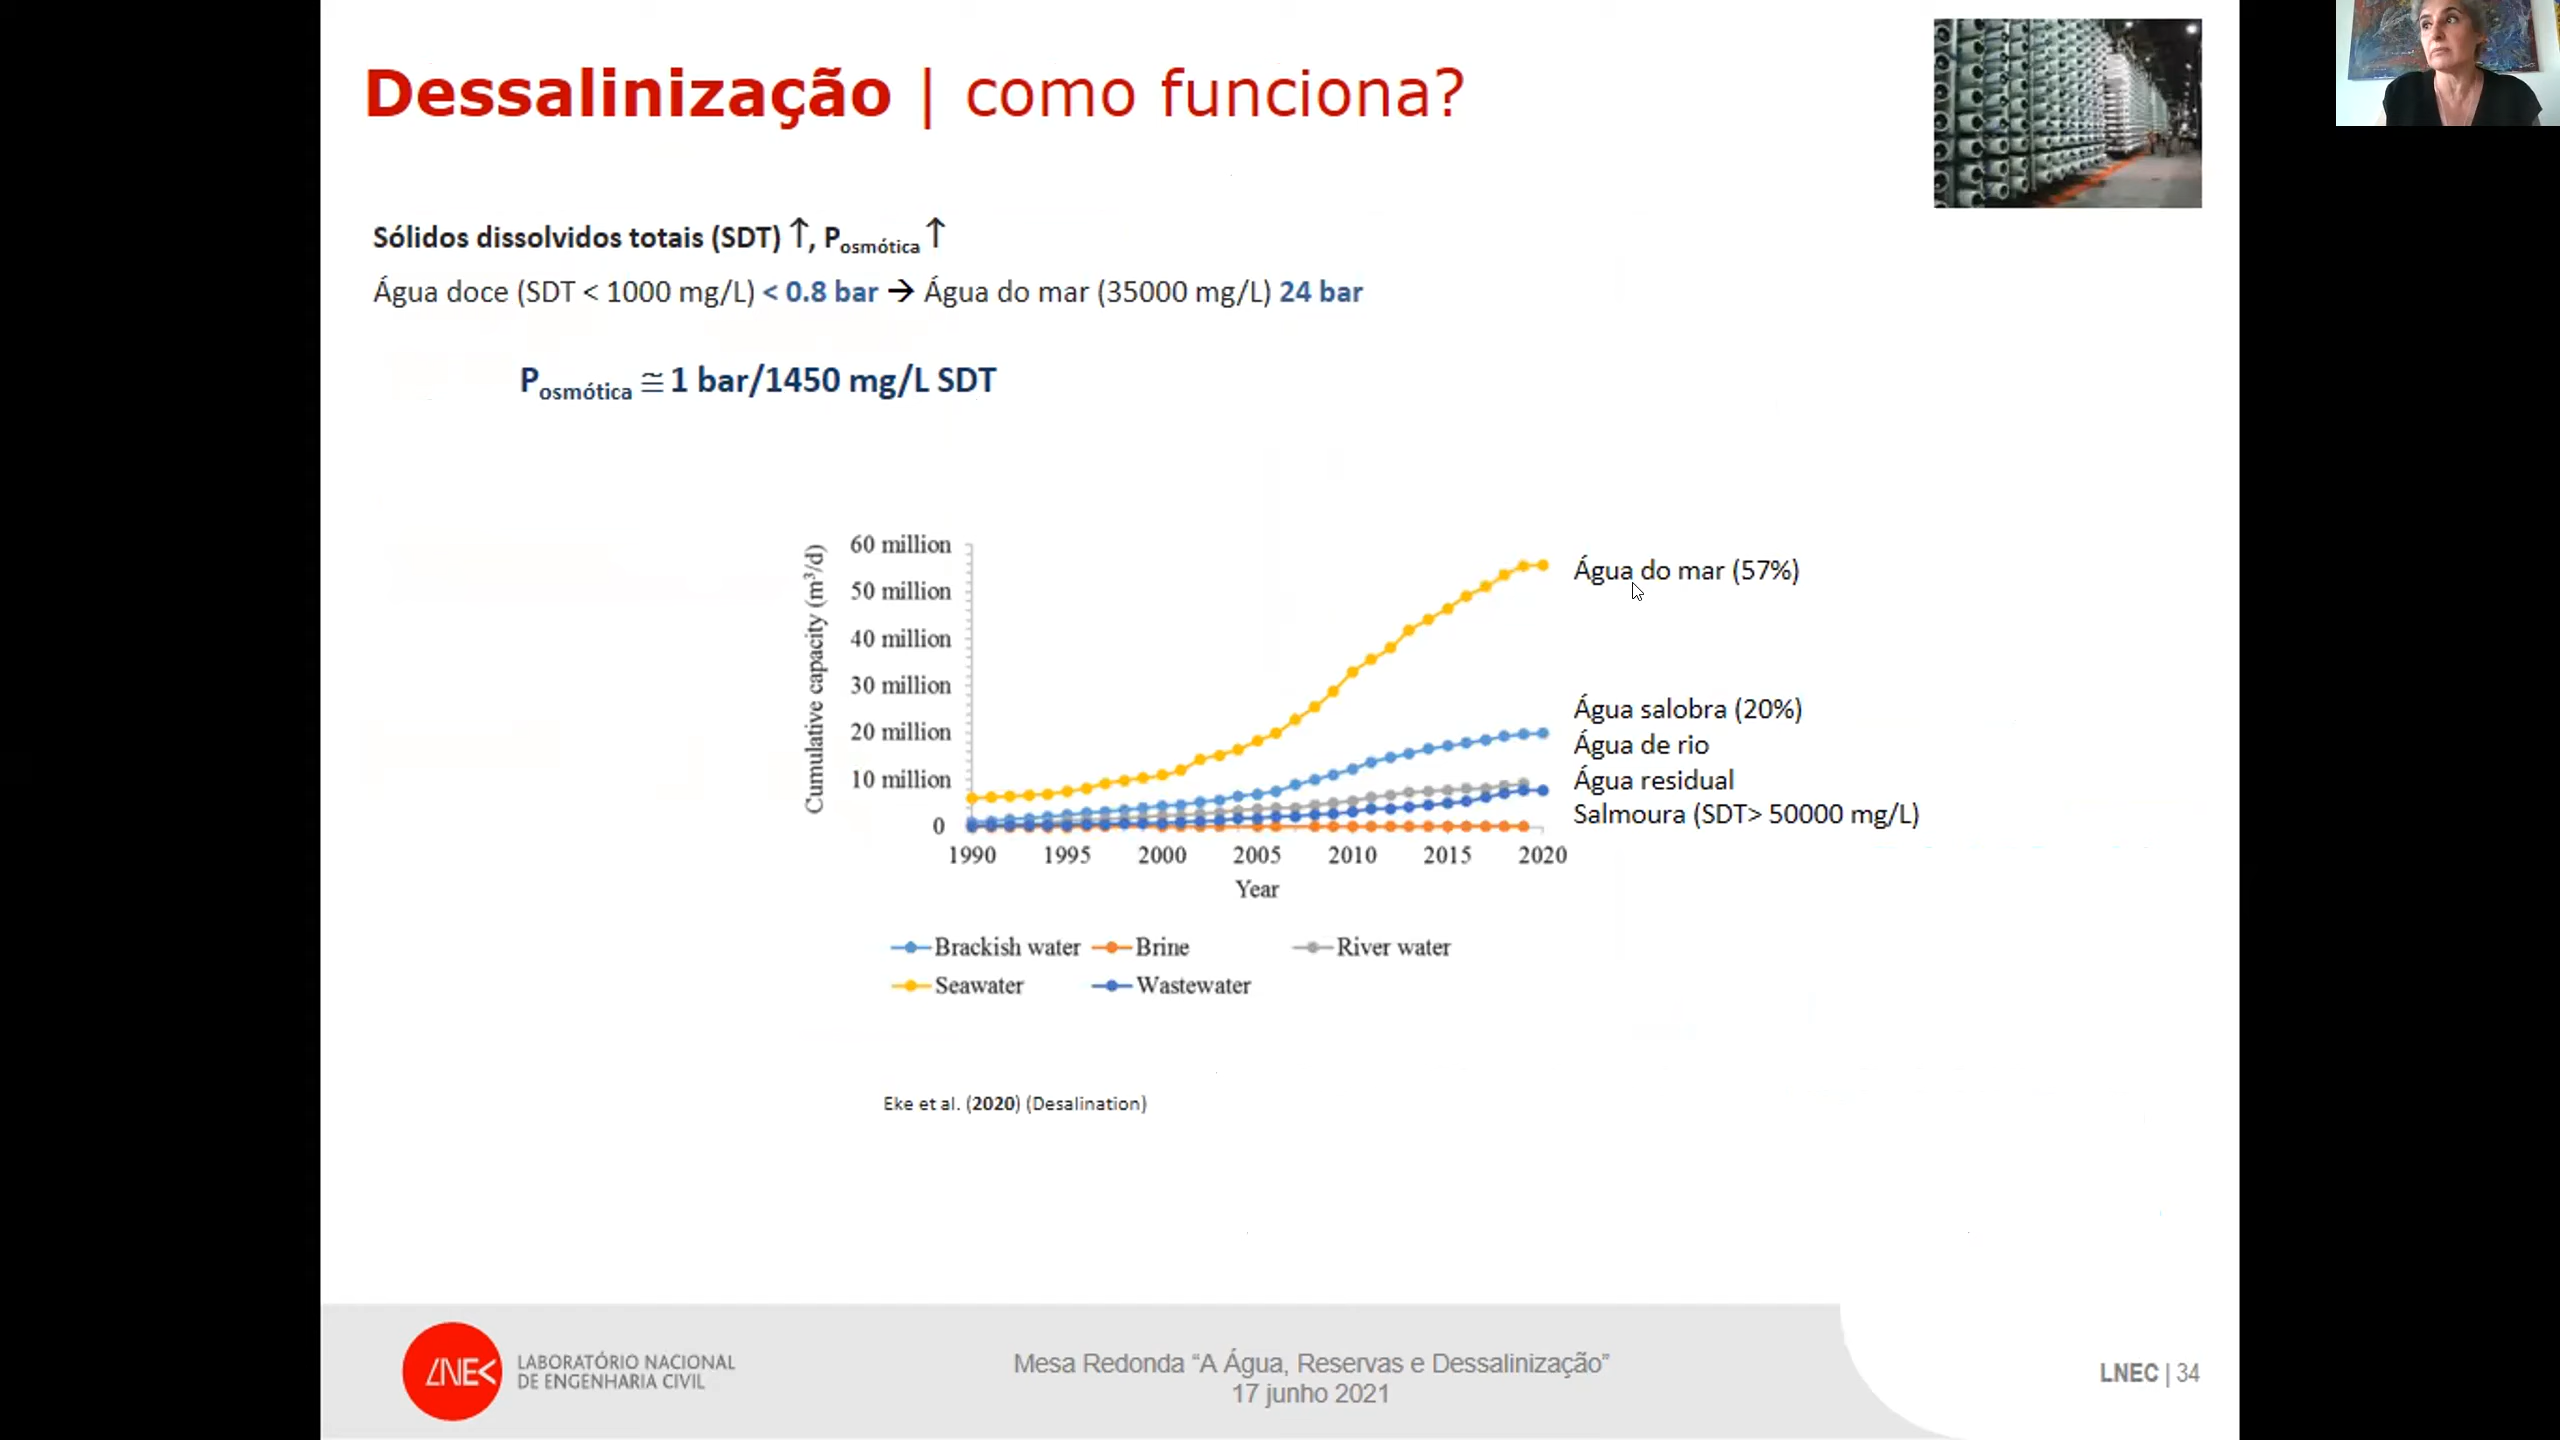 Dessalinização | como funciona?
Sólidos dissolvidos totais (SDT) ↑, Posmótica ↑
Água doce (SDT < 1000 mg/L) < 0.8 bar → Água do mar (35000 mg/L) 24 bar
Posmótica ≅ 1 bar/1450 mg/L SDT
Cumulative capacity (m³/d)
60 million
50 million
40 million
30 million
20 million
10 million
0
1990 1995 2000 2005 2010 2015 2020
Year
Água do mar (57%)
Água salobra (20%)
Água de rio
Água residual
Salmoura (SDT> 50000 mg/L)
Brackish water Brine River water
Seawater Wastewater
Eke et al. (2020) (Desalination)
LNEC
LABORATÓRIO NACIONAL
DE ENGENHARIA CIVIL
Mesa Redonda “A Água, Reservas e Dessalinização”
17 junho 2021
LNEC | 34